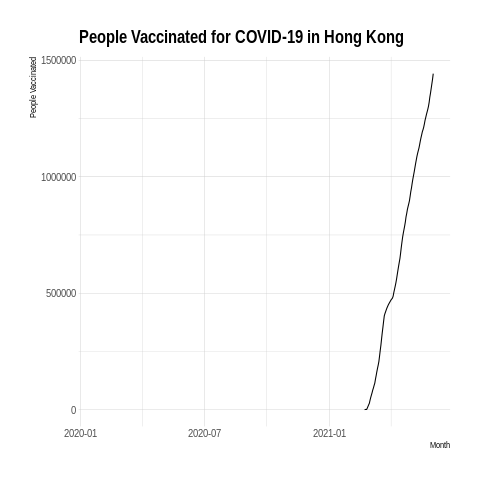 People Vaccinated for COVID-19 in Hong Kong
People Vaccinated
1500000
1000000
500000
0
2020-01 2020-07 2021-01
Month